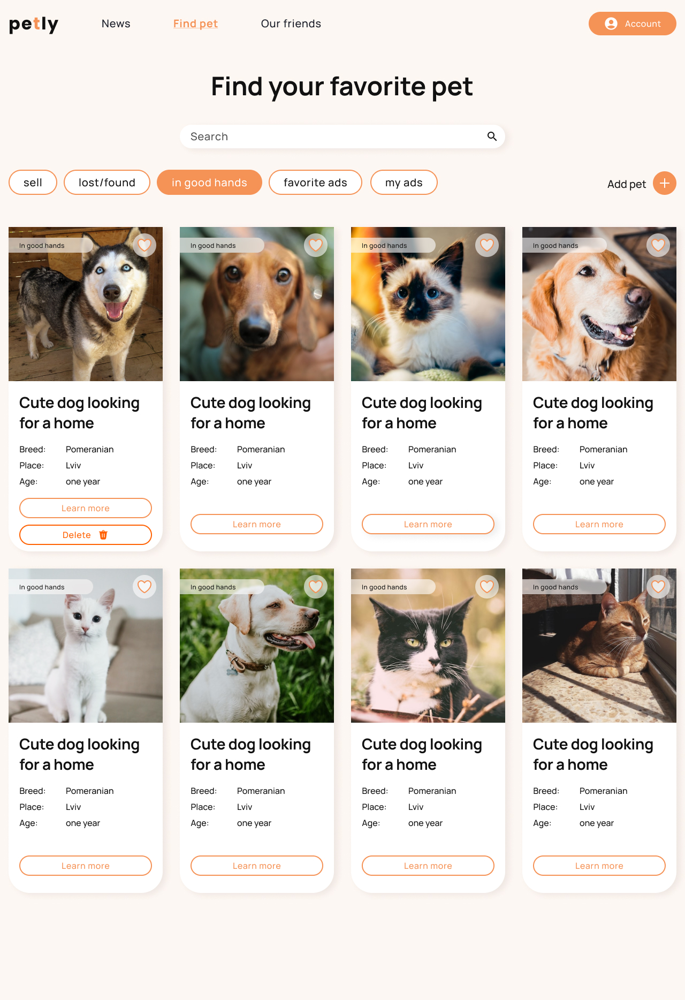 petly
News
Find pet
Our friends
Account
Find your favorite pet
Search
sell
lost/found
in good hands
favorite ads
my ads
Add pet
In good hands
In good hands
In good hands
In good hands
Cute dog looking
for a home
Breed: Pomeranian
Place: Lviv
Age: one year
Learn more
Delete
Cute dog looking
for a home
Breed: Pomeranian
Place: Lviv
Age: one year
Learn more
Cute dog looking
for a home
Breed: Pomeranian
Place: Lviv
Age: one year
Learn more
Cute dog looking
for a home
Breed: Pomeranian
Place: Lviv
Age: one year
Learn more
In good hands
In good hands
In good hands
In good hands
Cute dog looking
for a home
Breed: Pomeranian
Place: Lviv
Age: one year
Learn more
Cute dog looking
for a home
Breed: Pomeranian
Place: Lviv
Age: one year
Learn more
Cute dog looking
for a home
Breed: Pomeranian
Place: Lviv
Age: one year
Learn more
Cute dog looking
for a home
Breed: Pomeranian
Place: Lviv
Age: one year
Learn more